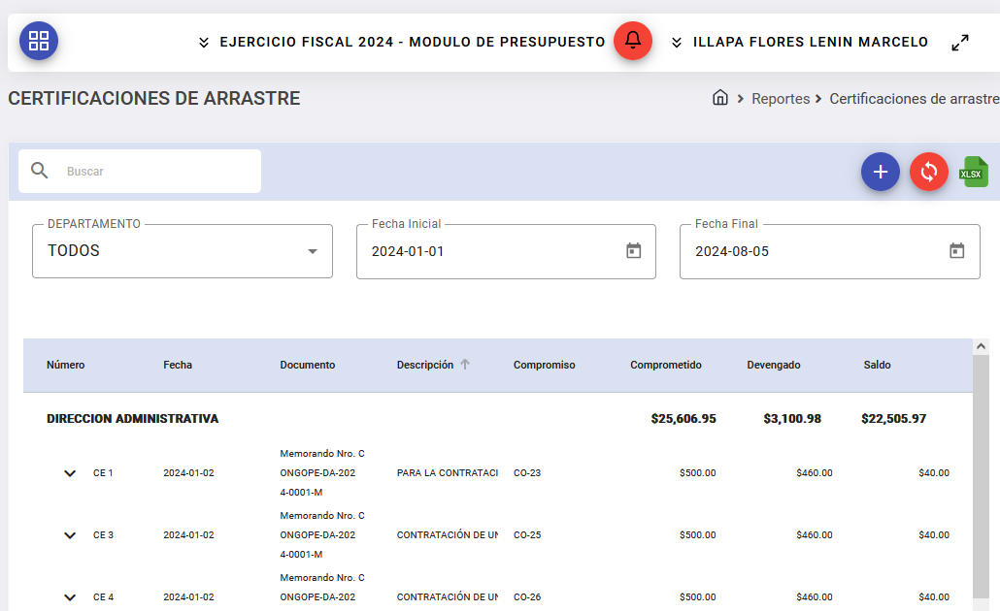 EJERCICIO FISCAL 2024 - MODULO DE PRESUPUESTO
ILLAPA FLORES LENIN MARCELO
CERTIFICACIONES DE ARRASTRE
Reportes
Certificaciones de arrastre
Buscar
XLSX
DEPARTAMENTO
TODOS
Fecha Inicial
2024-01-01
Fecha Final
2024-08-05
Número Fecha Documento Descripción Compromiso Comprometido Devengado Saldo
DIRECCION ADMINISTRATIVA $25,606.95 $3,100.98 $22,505.97
Memorando Nro. C
CE 1 2024-01-02 ONGOPE-DA-202 PARA LA CONTRATACI CO-23 $500.00 $460.00 $40.00
4-0001-M
Memorando Nro. C
CE 3 2024-01-02 ONGOPE-DA-202 CONTRATACIÓN DE UN CO-25 $500.00 $460.00 $40.00
4-0001-M
Memorando Nro. C
CE 4 2024-01-02 ONGOPE-DA-202 CONTRATACIÓN DE UN CO-26 $500.00 $460.00 $40.00